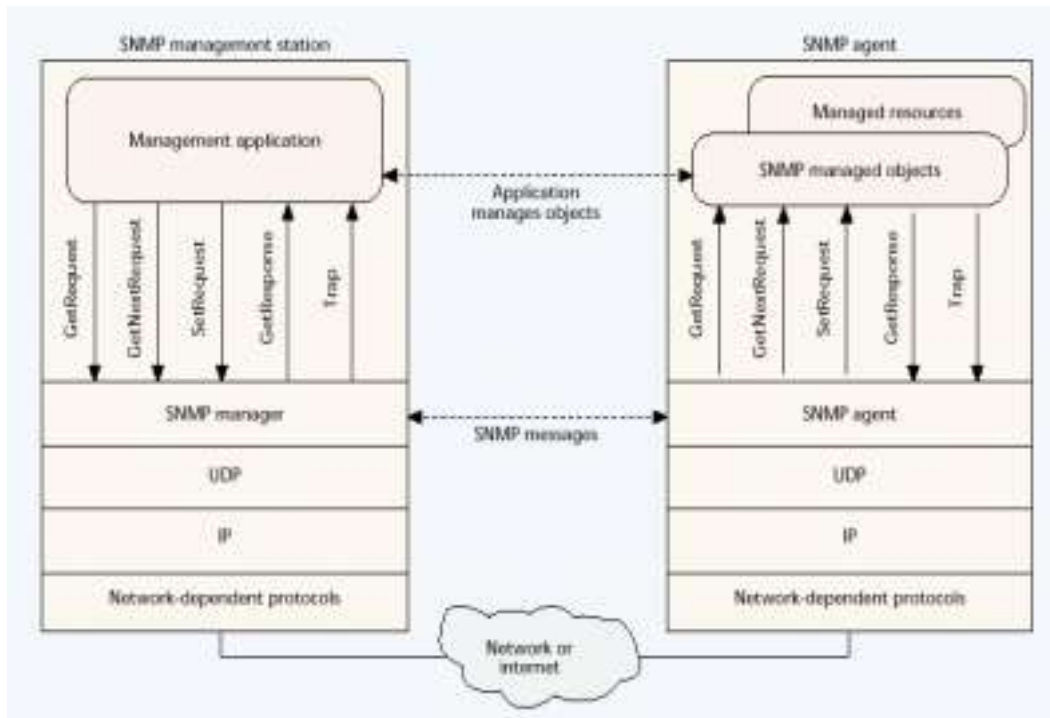 SNMP management station
SNMP agent
Management application
Managed resources
SNMP managed objects
Application
manages objects
GetRequest
GetNextRequest
SetRequest
GetResponse
Trap
GetRequest
GetNextRequest
SetRequest
GetResponse
Trap
SNMP manager
SNMP messages
SNMP agent
UDP
UDP
IP
IP
Network-dependent protocols
Network-dependent protocols
Network or
internet